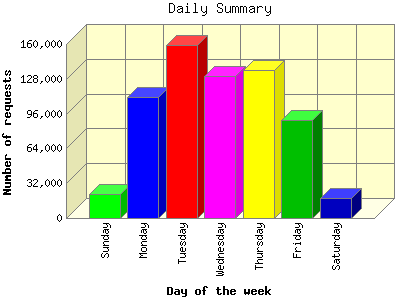 Daily Summary
Number of requests
160,000
128,000
96,000
64,000
32,000
0
Sunday
Monday
Tuesday
Wednesday
Thursday
Friday
Saturday
Day of the week